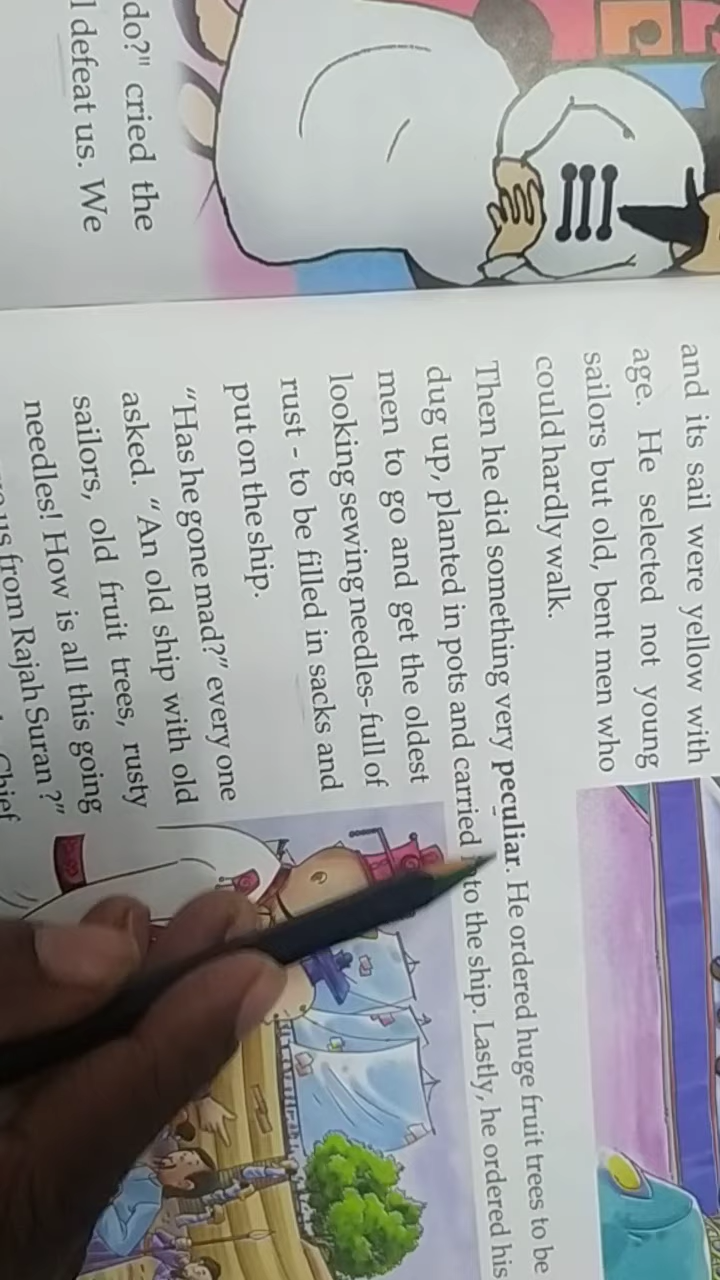 do?" cried the
defeat us. We
and its sail were yellow with
age. He selected not young
sailors but old, bent men who
could hardly walk.
Then he did something very peculiar. He ordered huge fruit trees to be
dug up, planted in pots and carried to the ship. Lastly, he ordered his
men to go and get the oldest
looking sewing needles-full of
rust - to be filled in sacks and
put on the ship.
"Has he gone mad?" every one
asked. "An old ship with old
sailors, old fruit trees, rusty
needles! How is all this going
us from Rajah Suran ?"
Chief